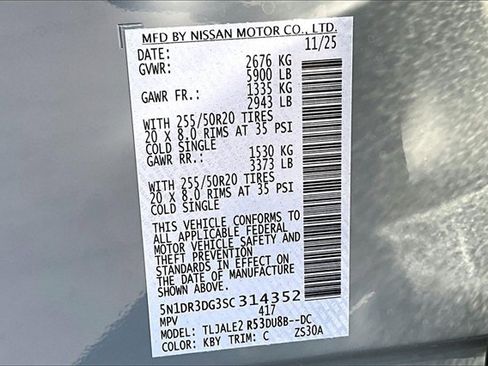 MFD BY NISSAN MOTOR CO., LTD.
DATE: 11/25
GVWR: 2676 KG
5900 LB
GAWR FR.: 1335 KG
2943 LB
WITH 255/50R20 TIRES
20 X 8.0 RIMS AT 35 PSI
COLD SINGLE
GAWR RR.: 1530 KG
3373 LB
WITH 255/50R20 TIRES
20 X 8.0 RIMS AT 35 PSI
COLD SINGLE
THIS VEHICLE CONFORMS TO
ALL APPLICABLE FEDERAL
MOTOR VEHICLE SAFETY AND
THEFT PREVENTION
STANDARDS IN EFFECT ON
THE DATE OF MANUFACTURE
SHOWN ABOVE.
5N1DR3DG3SC314352
MPV 417
MODEL: TLJALE2 R53DU8B--DC
COLOR: KBY TRIM: C ZS30A